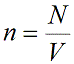 n = N/V